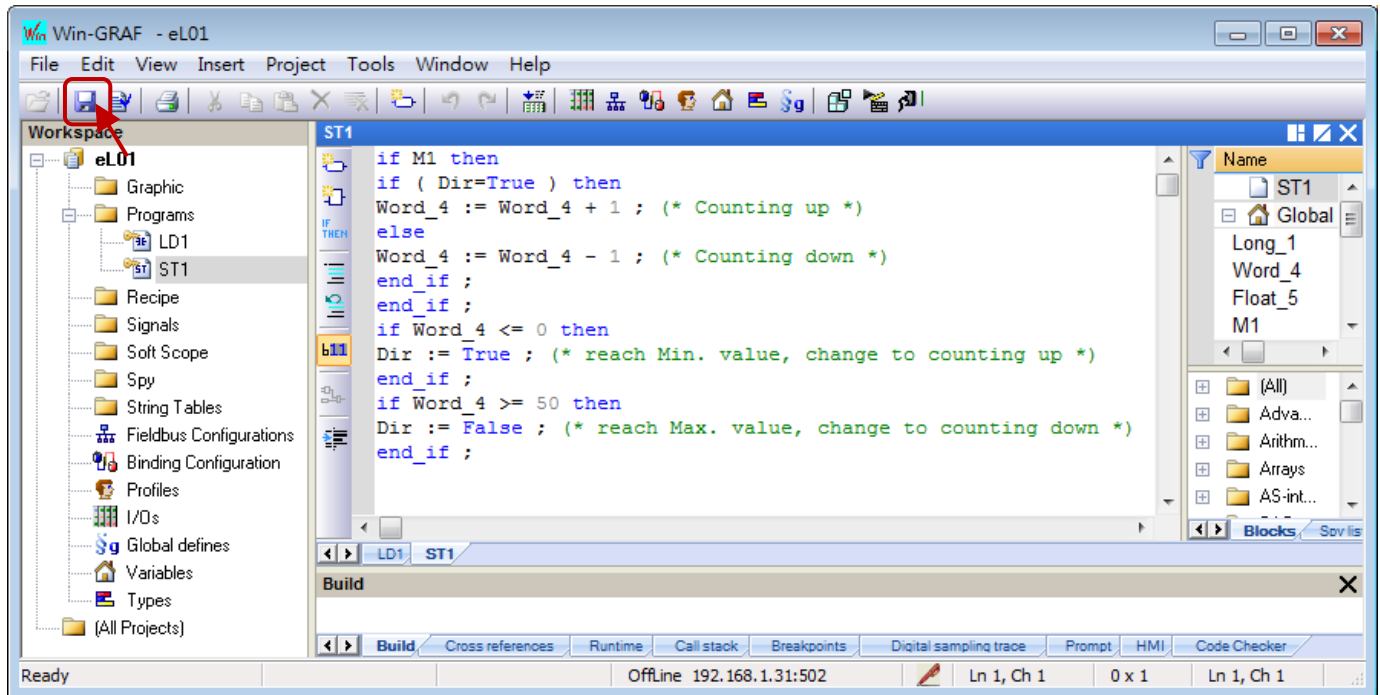 Win-GRAF - eL01
File Edit View Insert Project Tools Window Help
Workspace
eL01
Graphic
Programs
LD1
ST1
Recipe
Signals
Soft Scope
Spy
String Tables
Fieldbus Configurations
Binding Configuration
Profiles
I/Os
Global defines
Variables
Types
(All Projects)
ST1
IF THEN
if M1 then
if ( Dir=True ) then
Word_4 := Word_4 + 1 ; (* Counting up *)
else
Word_4 := Word_4 - 1 ; (* Counting down *)
end_if ;
end_if ;
if Word_4 <= 0 then
Dir := True ; (* reach Min. value, change to counting up *)
end_if ;
if Word_4 >= 50 then
Dir := False ; (* reach Max. value, change to counting down *)
end_if ;
LD1 ST1
Name
ST1
Global
Long_1
Word_4
Float_5
M1
(All)
Adva...
Arithm...
Arrays
AS-int...
Blocks Spy lis
Build
Build Cross references Runtime Call stack Breakpoints Digital sampling trace Prompt HMI Code Checker
Ready OffLine 192.168.1.31:502 Ln 1, Ch 1 0 x 1 Ln 1, Ch 1